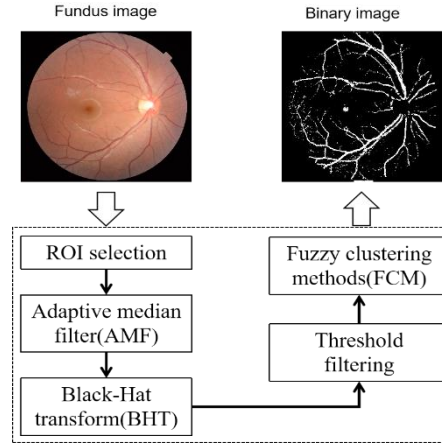 Fundus image
Binary image
ROI selection
Adaptive median
filter(AMF)
Black-Hat
transform(BHT)
Threshold
filtering
Fuzzy clustering
methods(FCM)